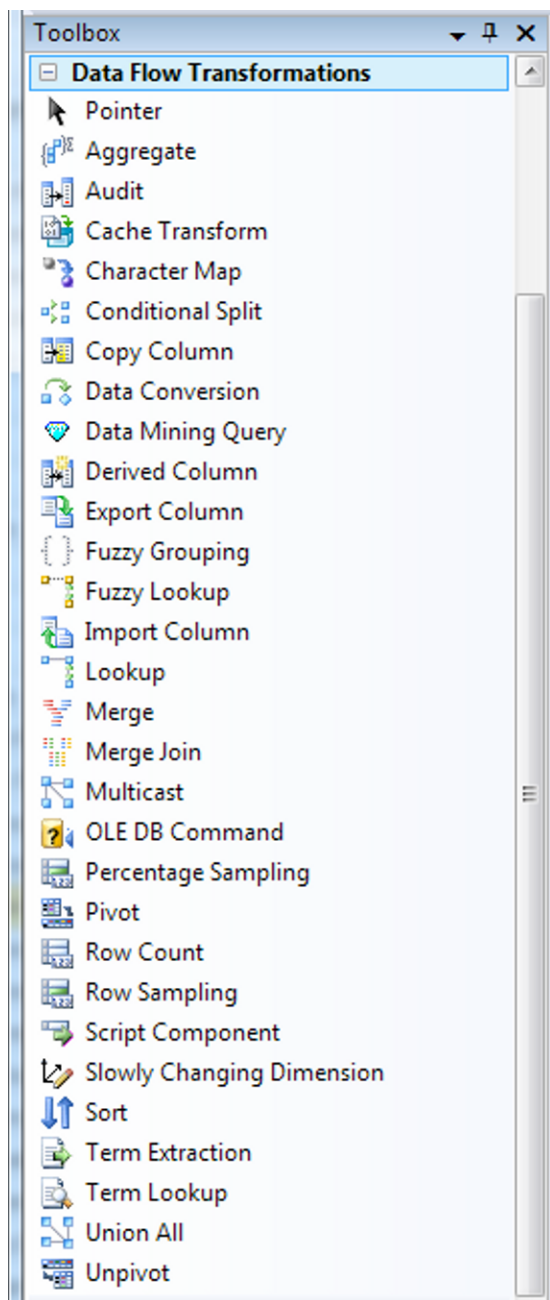 Toolbox
Data Flow Transformations
Pointer
Aggregate
Audit
Cache Transform
Character Map
Conditional Split
Copy Column
Data Conversion
Data Mining Query
Derived Column
Export Column
Fuzzy Grouping
Fuzzy Lookup
Import Column
Lookup
Merge
Merge Join
Multicast
OLE DB Command
Percentage Sampling
Pivot
Row Count
Row Sampling
Script Component
Slowly Changing Dimension
Sort
Term Extraction
Term Lookup
Union All
Unpivot